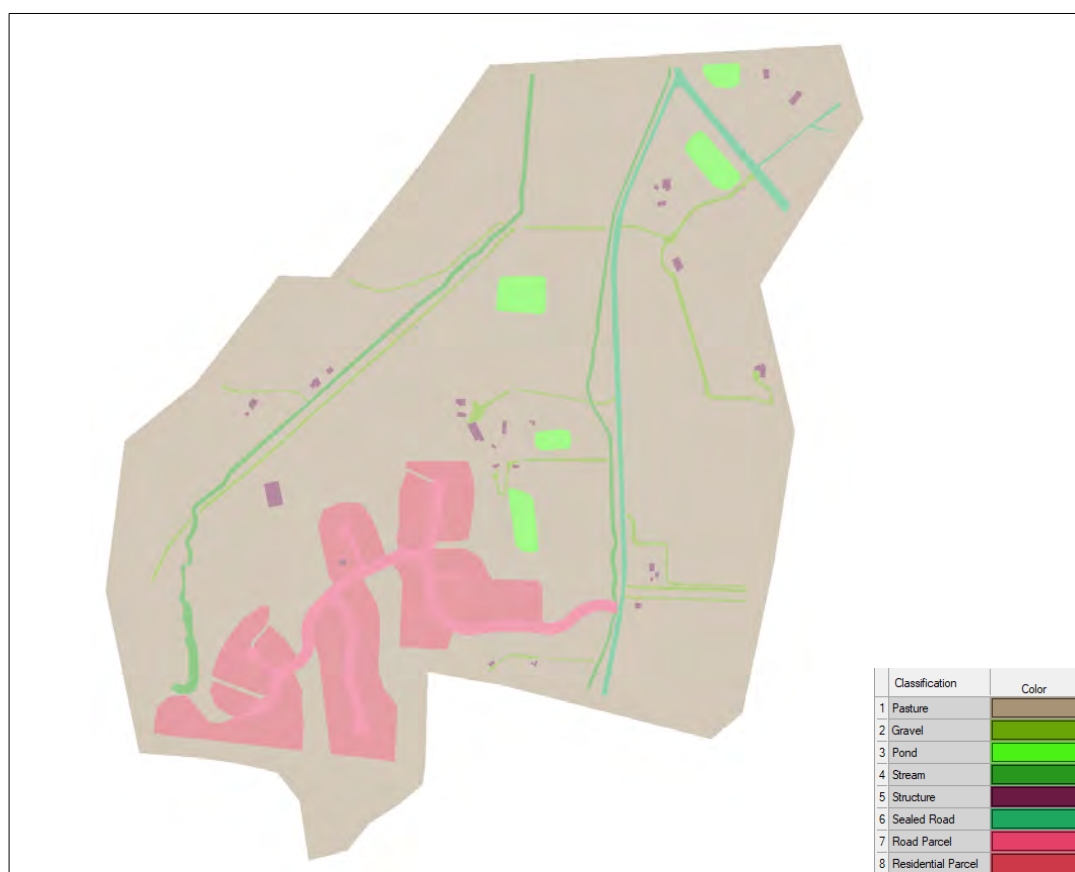 Classification Color
1 Pasture
2 Gravel
3 Pond
4 Stream
5 Structure
6 Sealed Road
7 Road Parcel
8 Residential Parcel